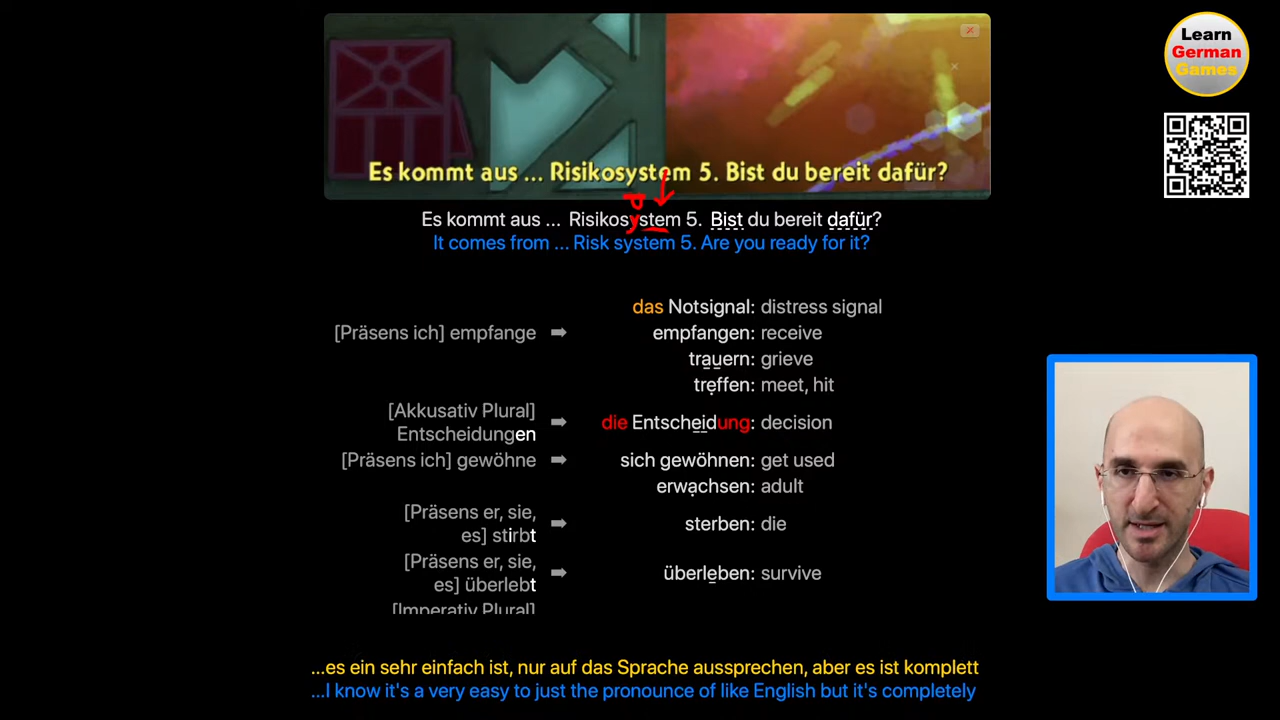 Learn
German
Games
Es kommt aus ... Risikosystem 5. Bist du bereit dafür?
Es kommt aus ... Risikosystem 5. Bist du bereit dafür?
It comes from ... Risk system 5. Are you ready for it?
das Notsignal: distress signal
[Präsens ich] empfange ➡ empfangen: receive
trauern: grieve
treffen: meet, hit
[Akkusativ Plural]
Entscheidungen ➡ die Entscheidung: decision
[Präsens ich] gewöhne ➡ sich gewöhnen: get used
erwachsen: adult
[Präsens er, sie,
es] stirbt ➡ sterben: die
[Präsens er, sie,
es] überlebt ➡ überleben: survive
[Imperativ Plural]
...es ein sehr einfach ist, nur auf das Sprache aussprechen, aber es ist komplett
...I know it's a very easy to just the pronounce of like English but it's completely